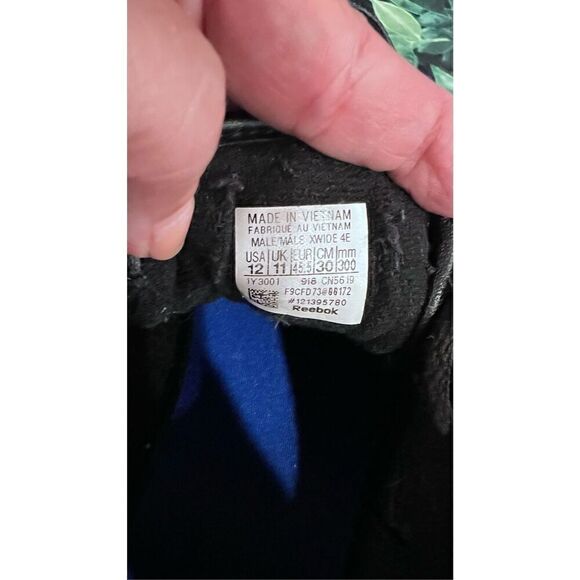 MADE IN VIETNAM
FABRIQUE AU VIETNAM
MALE/MÂLE XWIDE 4E
USA UK EUR CM mm
12 11 45.5 30 300
1Y3001 918 CN5619
F9CFD73@@6172
#121395780
Reebok